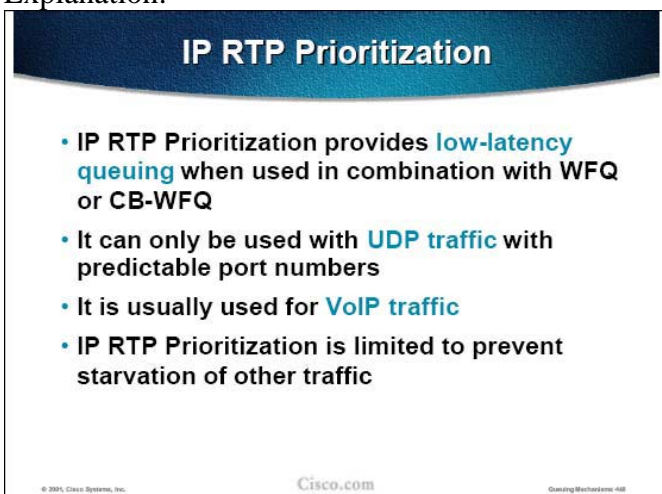 Explanation:
IP RTP Prioritization
• IP RTP Prioritization provides low-latency
queuing when used in combination with WFQ
or CB-WFQ
• It can only be used with UDP traffic with
predictable port numbers
• It is usually used for VoIP traffic
• IP RTP Prioritization is limited to prevent
starvation of other traffic
© 2001, Cisco Systems, Inc.
Cisco.com
Queuing Mechanisms-448